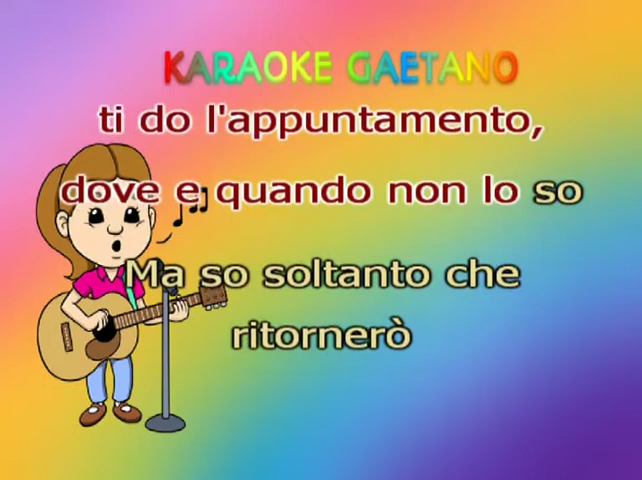 KARAOKE GAETANO
ti do l'appuntamento,
dove e quando non lo so
Ma so soltanto che
ritornerò